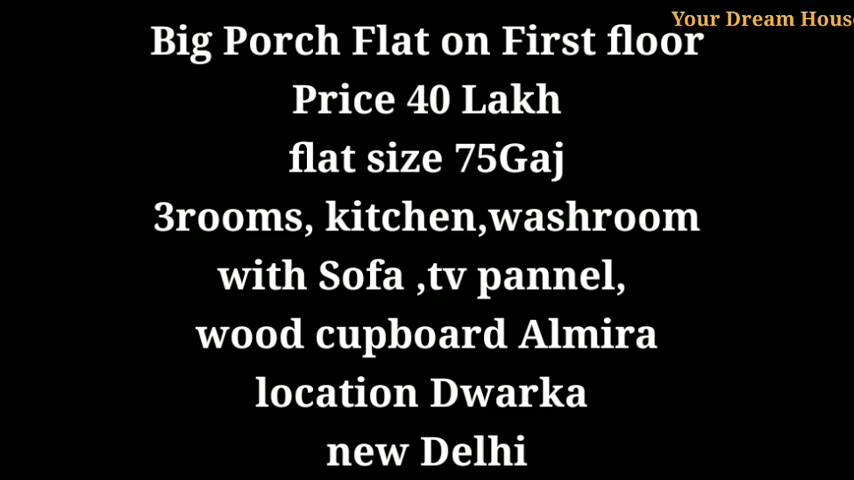 Your Dream House
Big Porch Flat on First floor
Price 40 Lakh
flat size 75Gaj
3rooms, kitchen,washroom
with Sofa ,tv pannel,
wood cupboard Almira
location Dwarka
new Delhi